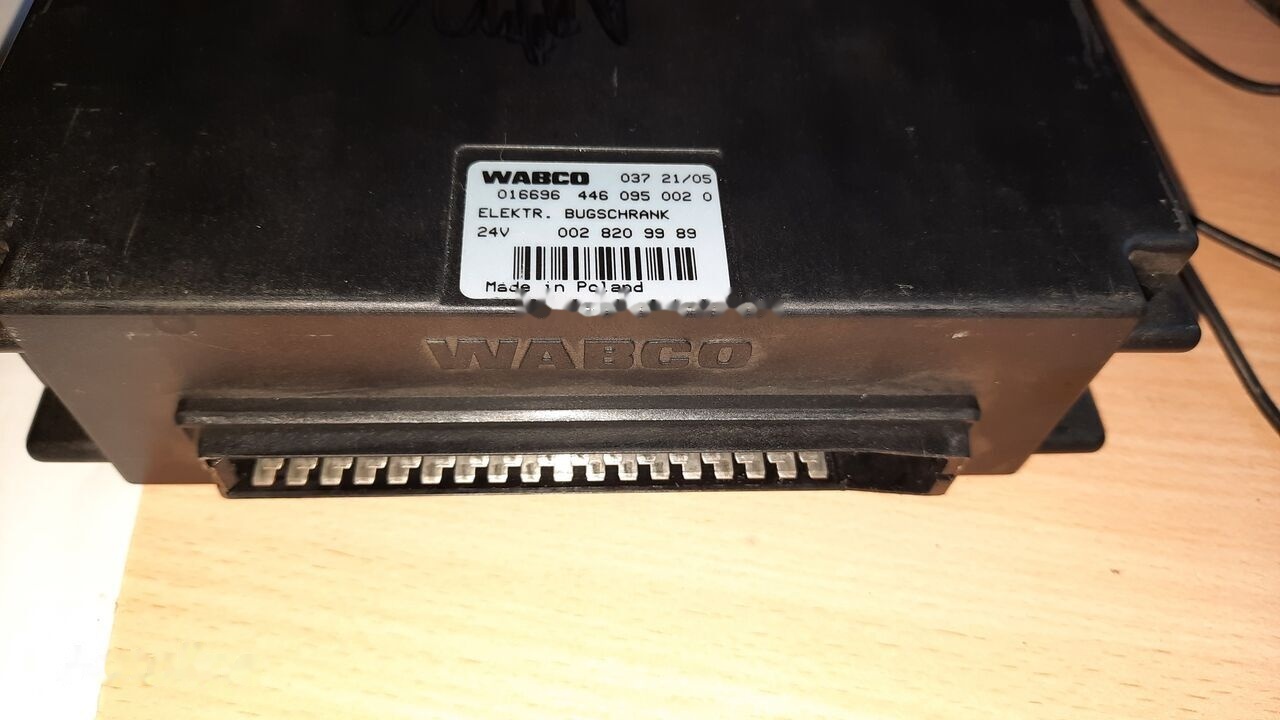 WABCO 037 21/05
016696 446 095 002 0
ELEKTR. BUGSCHRANK
24V 002 820 99 89
Made in Poland
WABCO